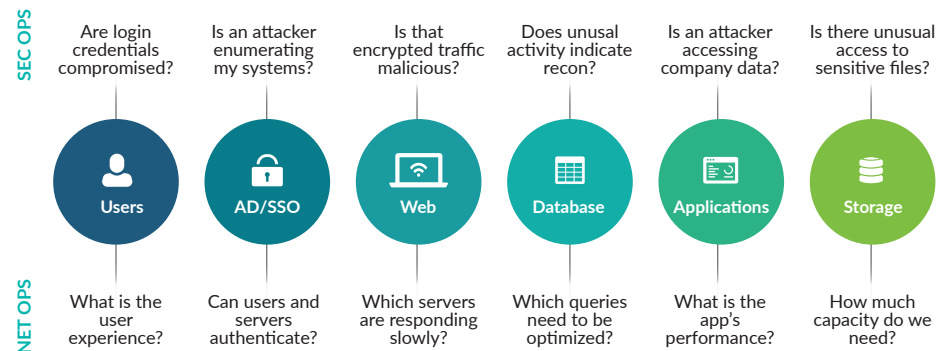 SEC OPS
Are login
credentials
compromised?
Is an attacker
enumerating
my systems?
Is that
encrypted traffic
malicious?
Does unusual
activity indicate
recon?
Is an attacker
accessing
company data?
Is there unusual
access to
sensitive files?
Users
AD/SSO
Web
Database
Applications
Storage
NET OPS
What is the
user
experience?
Can users and
servers
authenticate?
Which servers
are responding
slowly?
Which queries
need to be
optimized?
What is the
app's
performance?
How much
capacity do we
need?